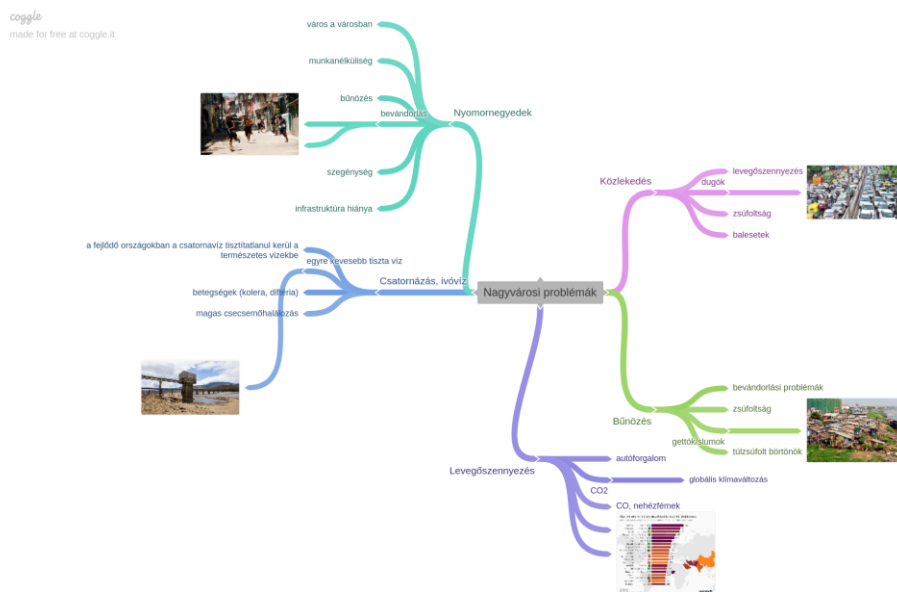 coggle
made for free at coggle.it
város a városban
munkanélküliség
bűnözés
bevándorlás
szegénység
infrastruktúra hiánya
Nyomornegyedek
Közlekedés
levegőszennyezés
dugók
zsúfoltság
balesetek
a fejlődő országokban a csatornavíz tisztítatlanul kerül a
természetes vizekbe
egyre kevesebb tiszta víz
betegségek (kolera, diftéria)
magas csecsemőhalálozás
Csatornázás, ivóvíz
Nagyvárosi problémák
Bűnözés
bevándorlási problémák
zsúfoltság
gettók slumok
túlzsúfolt börtönök
Levegőszennyezés
autóforgalom
CO2
globális klímaváltozás
CO, nehézfémek